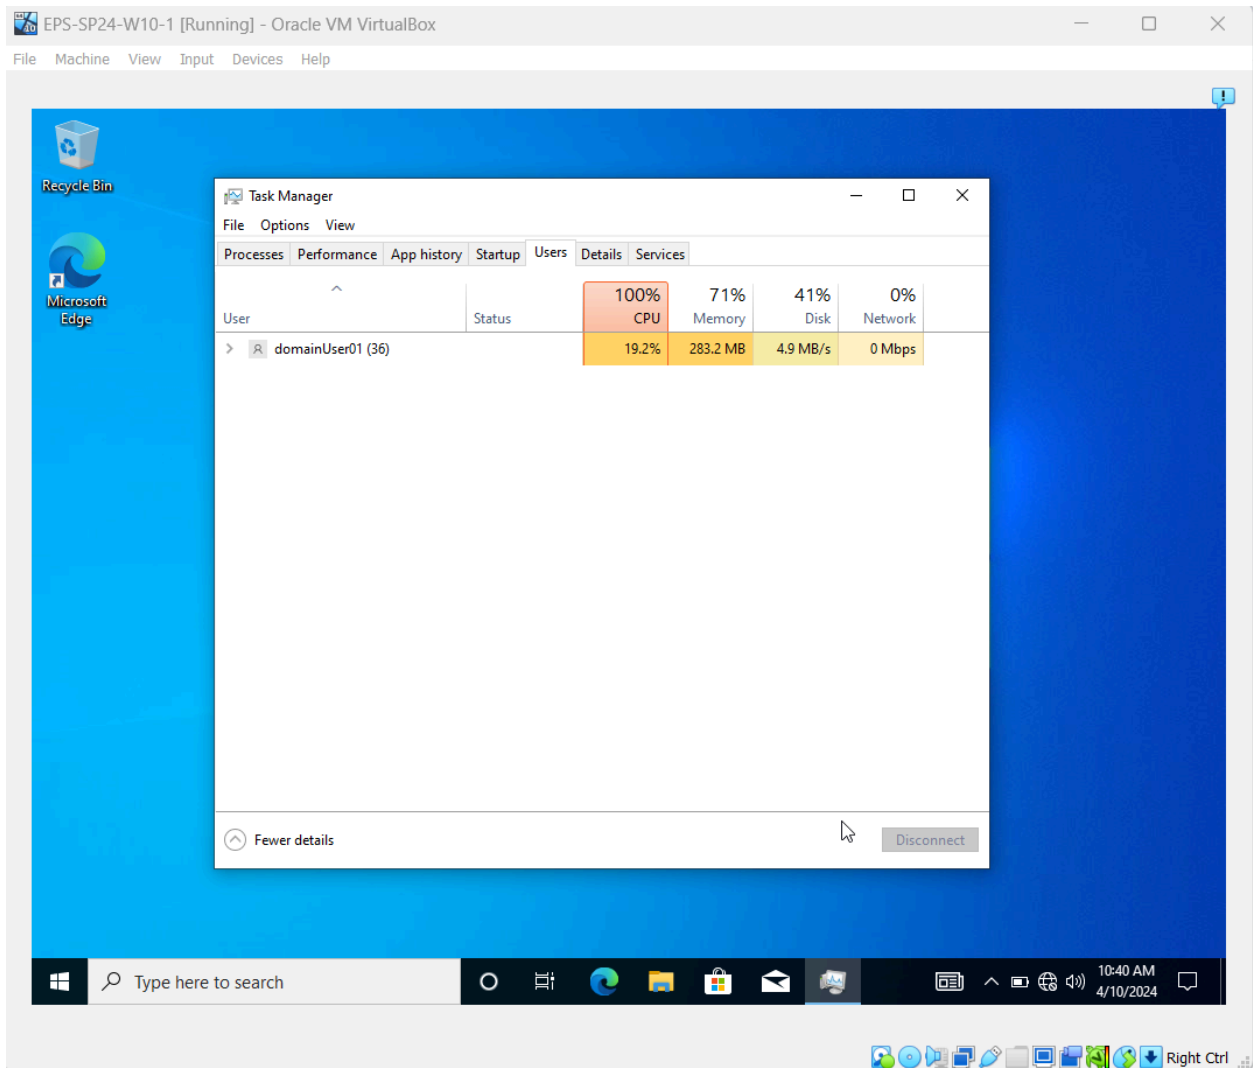 EPS-SP24-W10-1 [Running] - Oracle VM VirtualBox
File Machine View Input Devices Help
Recycle Bin
Microsoft
Edge
Task Manager
File Options View
Processes Performance App history Startup Users Details Services
100% 71% 41% 0%
User Status CPU Memory Disk Network
domainUser01 (36) 19.2% 283.2 MB 4.9 MB/s 0 Mbps
Fewer details Disconnect
Type here to search
10:40 AM
4/10/2024
Right Ctrl